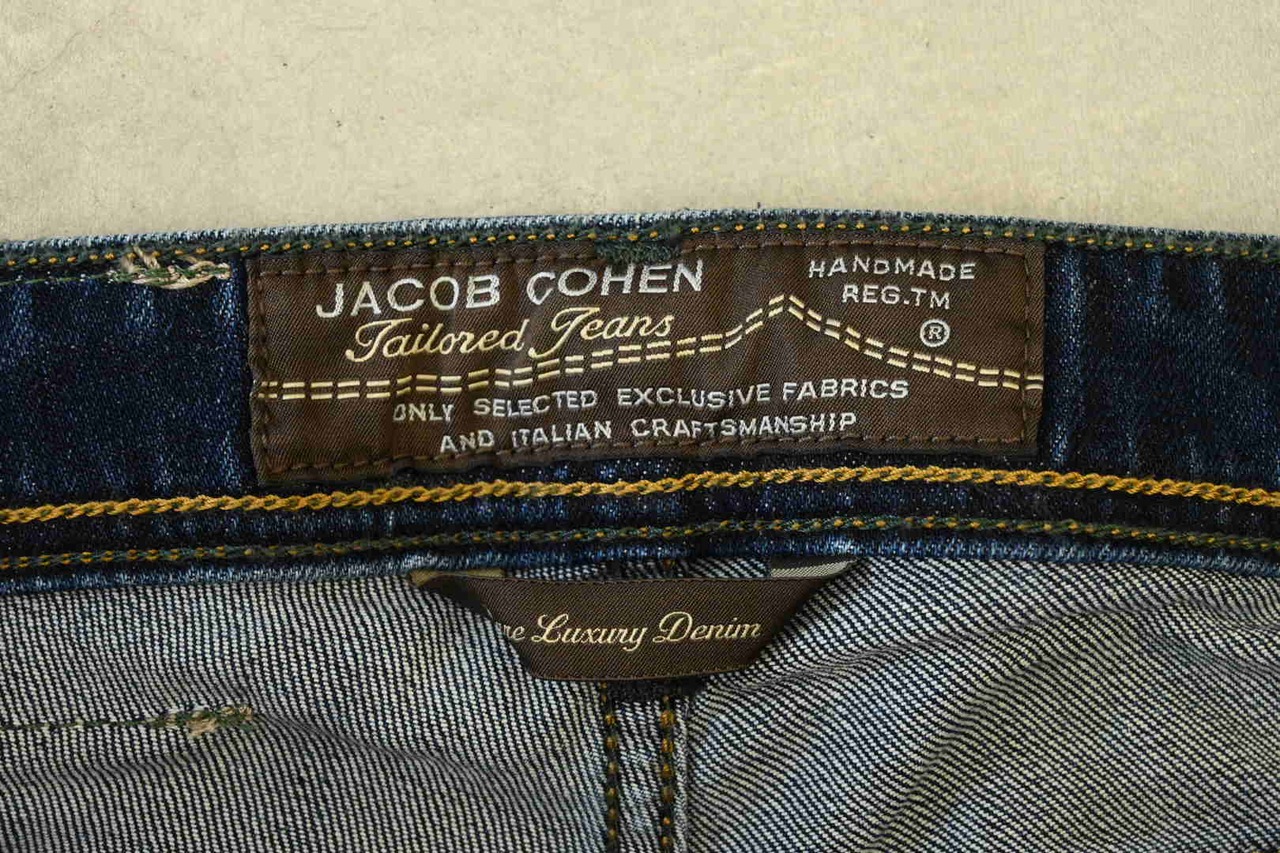 JACOB COHEN
Tailored Jeans
HANDMADE
REG.TM
®
ONLY SELECTED EXCLUSIVE FABRICS
AND ITALIAN CRAFTSMANSHIP
Luxury Denim